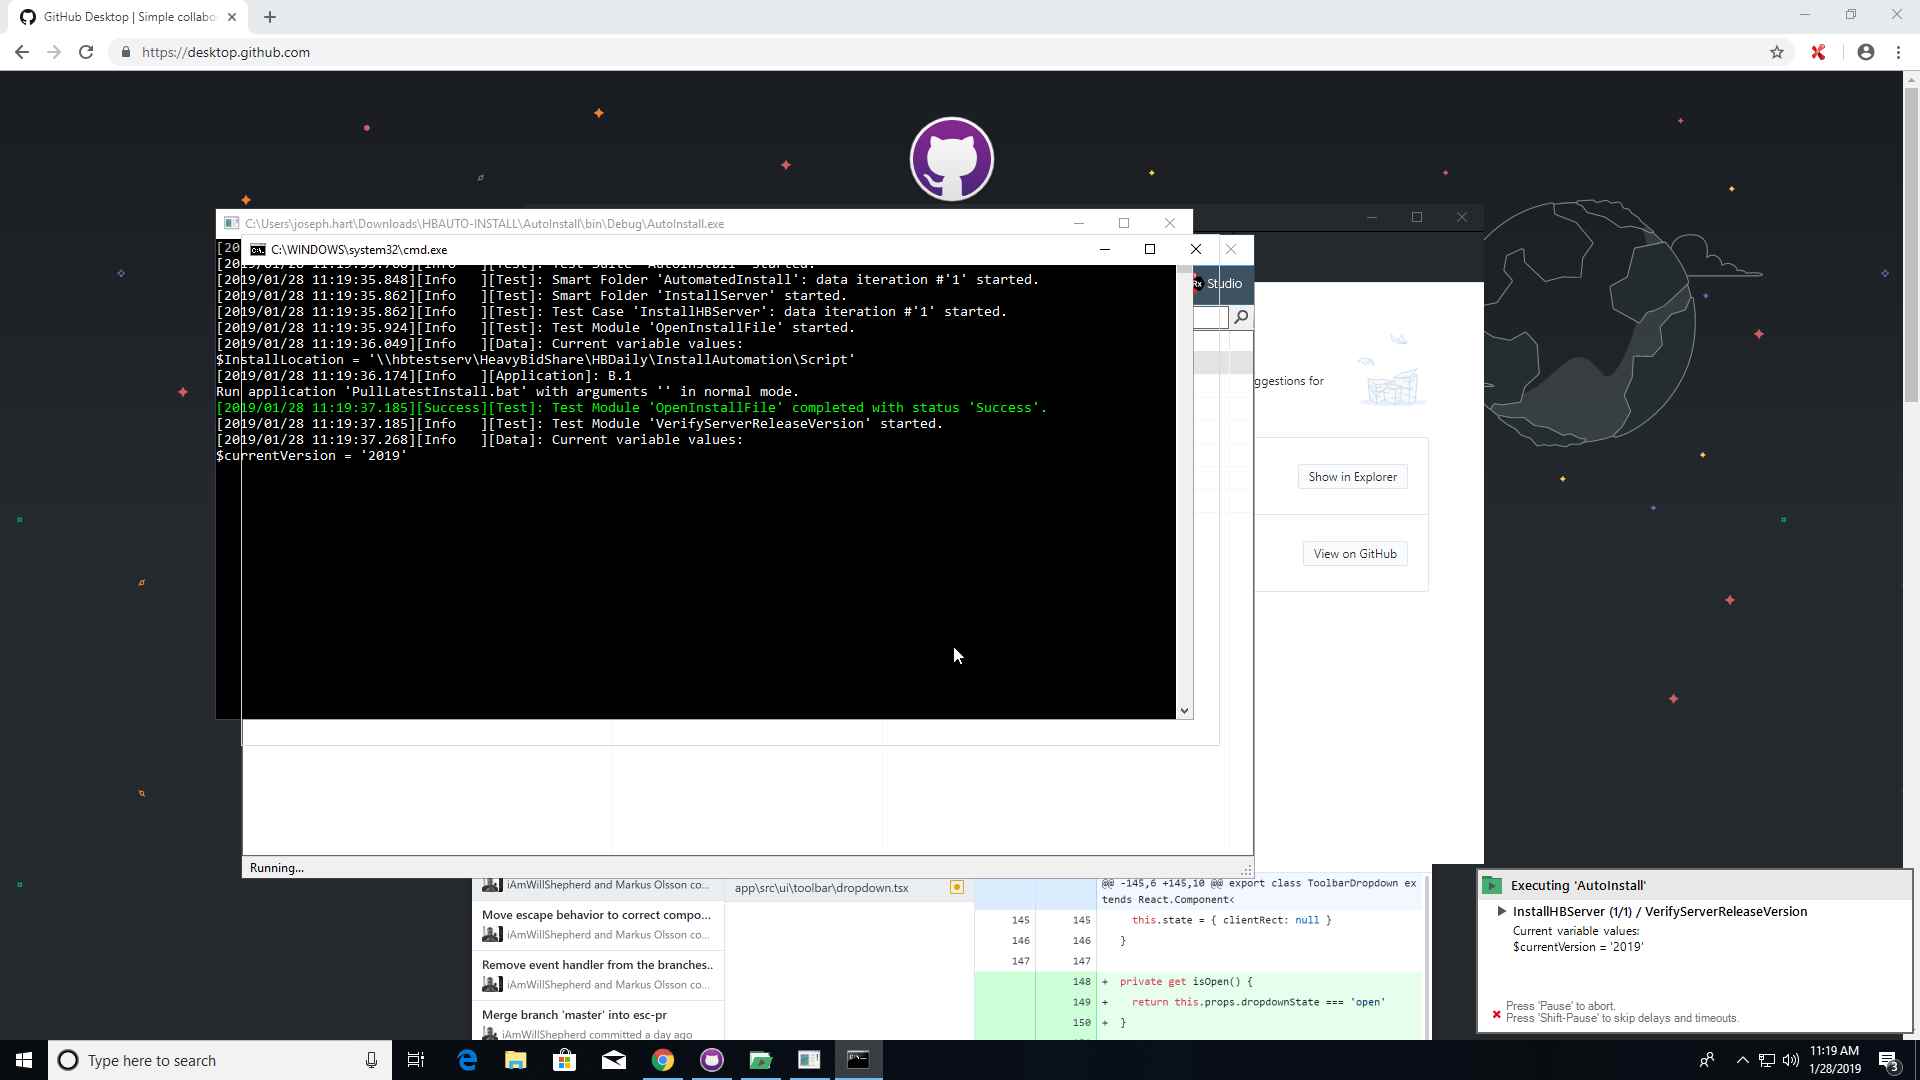 GitHub Desktop | Simple collabo
https://desktop.github.com
C:\Users\joseph.hart\Downloads\HBAUTO-INSTALL\AutoInstall\bin\Debug\AutoInstall.exe
[20
C:\WINDOWS\system32\cmd.exe
[2019/01/28 11:19:35.848][Info   ][Test]: Smart Folder 'AutomatedInstall': data iteration #'1' started.
[2019/01/28 11:19:35.862][Info   ][Test]: Smart Folder 'InstallServer' started.
[2019/01/28 11:19:35.862][Info   ][Test]: Test Case 'InstallHBServer': data iteration #'1' started.
[2019/01/28 11:19:35.924][Info   ][Test]: Test Module 'OpenInstallFile' started.
[2019/01/28 11:19:36.049][Info   ][Data]: Current variable values:
$InstallLocation = '\\hbtestserv\HeavyBidShare\HBDaily\InstallAutomation\Script'
[2019/01/28 11:19:36.174][Info   ][Application]: B.1
Run application 'PullLatestInstall.bat' with arguments '' in normal mode.
[2019/01/28 11:19:37.185][Success][Test]: Test Module 'OpenInstallFile' completed with status 'Success'.
[2019/01/28 11:19:37.185][Info   ][Test]: Test Module 'VerifyServerReleaseVersion' started.
[2019/01/28 11:19:37.268][Info   ][Data]: Current variable values:
$currentVersion = '2019'
Rx Studio
ggestions for
Show in Explorer
View on GitHub
Running...
iAmWillShepherd and Markus Olsson co...
Move escape behavior to correct compo...
iAmWillShepherd and Markus Olsson co...
Remove event handler from the branches..
iAmWillShepherd and Markus Olsson co...
Merge branch 'master' into esc-pr
iAmWillShepherd committed a day ago
app\src\ui\toolbar\dropdown.tsx
@@ -145,6 +145,10 @@ export class ToolbarDropdown ex
tends React.Component<
145 145 this.state = { clientRect: null }
146 146 }
147 147
148 + private get isOpen() {
149 + return this.props.dropdownState === 'open'
150 + }
Executing 'AutoInstall'
InstallHBServer (1/1) / VerifyServerReleaseVersion
Current variable values:
$currentVersion = '2019'
Press 'Pause' to abort.
Press 'Shift-Pause' to skip delays and timeouts.
Type here to search
11:19 AM
1/28/2019
3